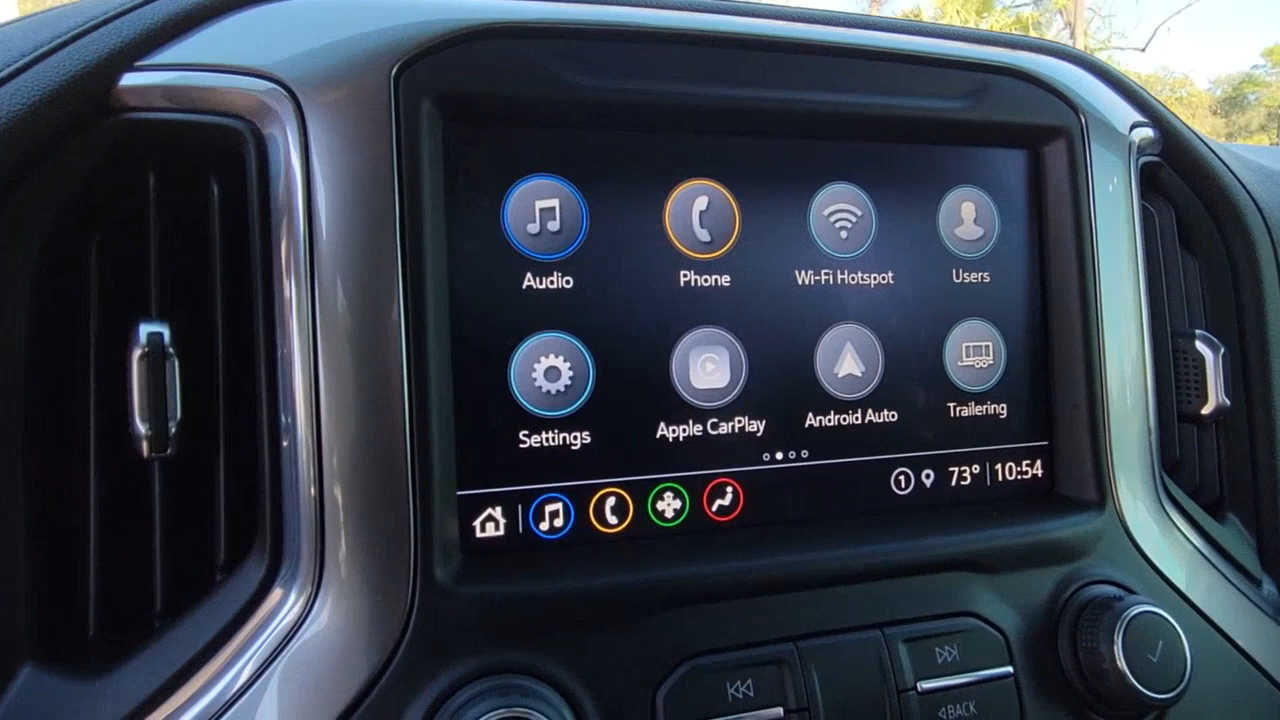 Audio Phone Wi-Fi Hotspot Users
Settings Apple CarPlay Android Auto Trailering
1 73° 10:54
BACK